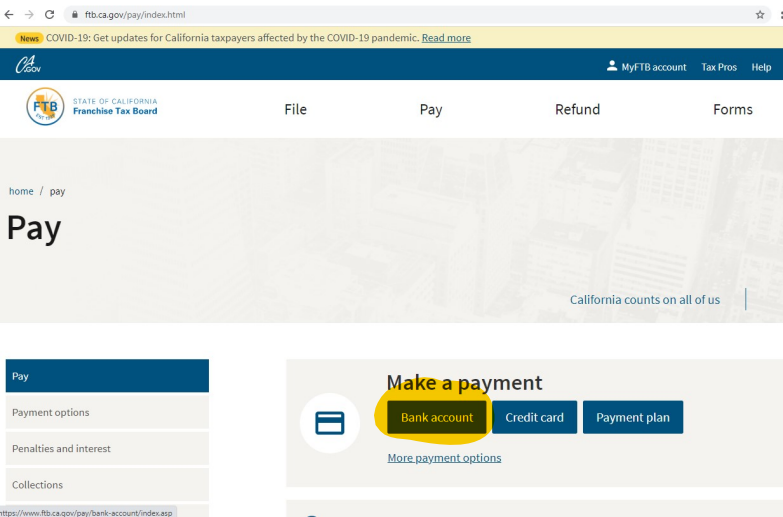 ftb.ca.gov/pay/index.html
News COVID-19: Get updates for California taxpayers affected by the COVID-19 pandemic. Read more
CA.GOV MyFTB account Tax Pros Help
FTB STATE OF CALIFORNIA
Franchise Tax Board
File Pay Refund Forms
home / pay
Pay
California counts on all of us
Pay
Payment options
Penalties and interest
Collections
Make a payment
Bank account Credit card Payment plan
More payment options
https://www.ftb.ca.gov/pay/bank-account/index.asp